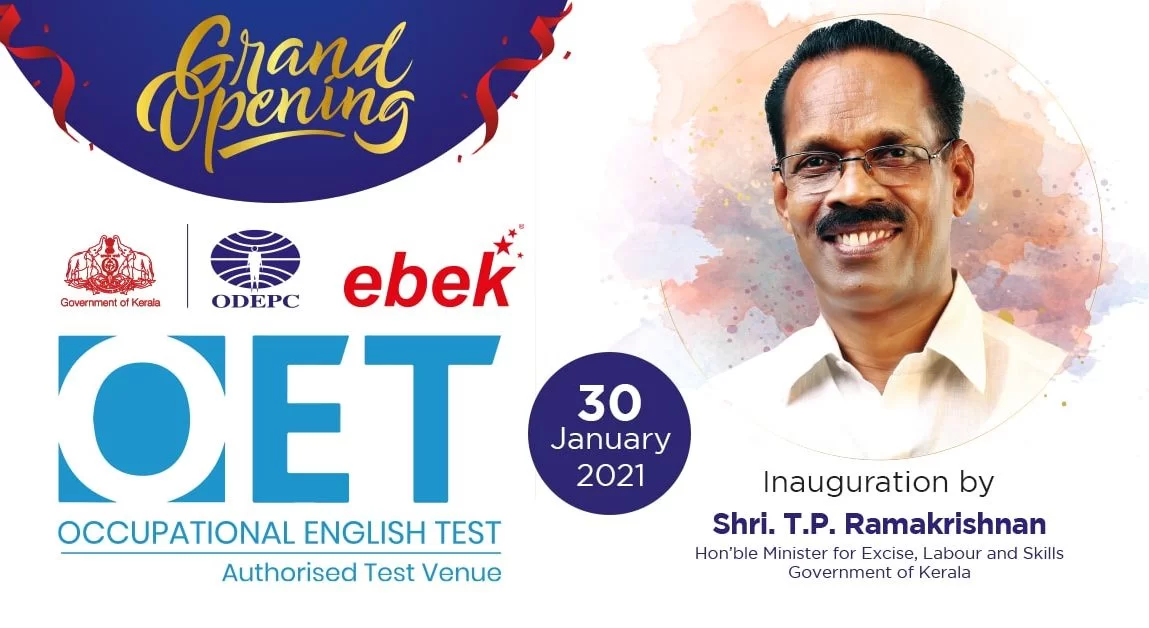 Grand
Opening
Government of Kerala
ODEPC
ebek®
OET
OCCUPATIONAL ENGLISH TEST
Authorised Test Venue
30
January
2021
Inauguration by
Shri. T.P. Ramakrishnan
Hon'ble Minister for Excise, Labour and Skills
Government of Kerala